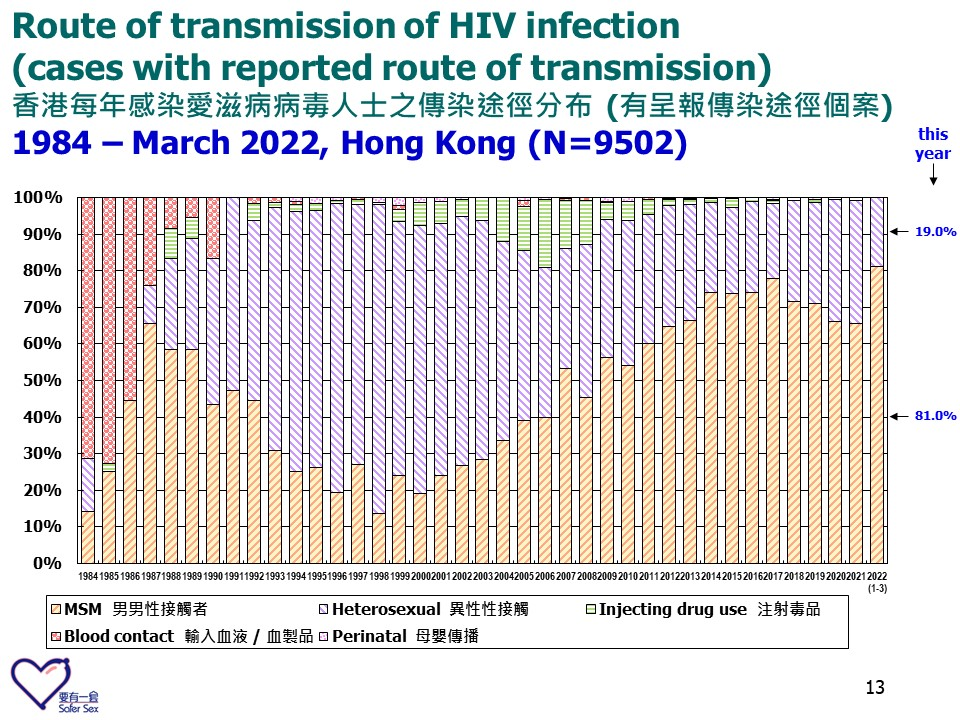 Route of transmission of HIV infection
(cases with reported route of transmission)
香港每年感染愛滋病病毒人士之傳染途徑分布 (有呈報傳染途徑個案)
1984 – March 2022, Hong Kong (N=9502)
this
year
100%
90%
19.0%
80%
70%
60%
50%
40%
81.0%
30%
20%
10%
0%
1984 1985 1986 1987 1988 1989 1990 1991 1992 1993 1994 1995 1996 1997 1998 1999 2000 2001 2002 2003 2004 2005 2006 2007 2008 2009 2010 2011 2012 2013 2014 2015 2016 2017 2018 2019 2020 2021 2022
(1-3)
MSM 男男性接觸者 Heterosexual 異性性接觸 Injecting drug use 注射毒品
Blood contact 輸入血液 / 血製品 Perinatal 母嬰傳播
要有一套
Safer Sex
13